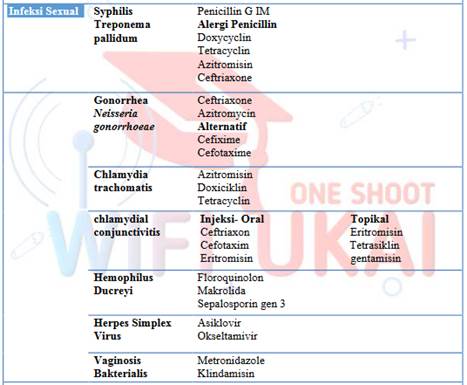 Infeksi Sexual
Syphilis Penicillin G IM
Treponema Alergi Penicillin
pallidum Doxycyclin
Tetracyclin
Azitromisin
Ceftriaxone
Gonorrhea Ceftriaxone
Neisseria Azitromycin
gonorrhoeae Alternatif
Cefixime
Cefotaxime
Chlamydia Azitromisin
trachomatis Doxiciklin
Tetracyclin
chlamydial Injeksi- Oral Topikal
conjunctivitis Ceftriaxon Eritromisin
Cefotaxim Tetrasiklin
Eritromisin gentamisin
Hemophilus Floroquinolon
Ducreyi Makrolida
Sepalosporin gen 3
Herpes Simplex Asiklovir
Virus Okseltamivir
Vaginosis Metronidazole
Bakterialis Klindamisin
ONE SHOOT
WIFI UKAI